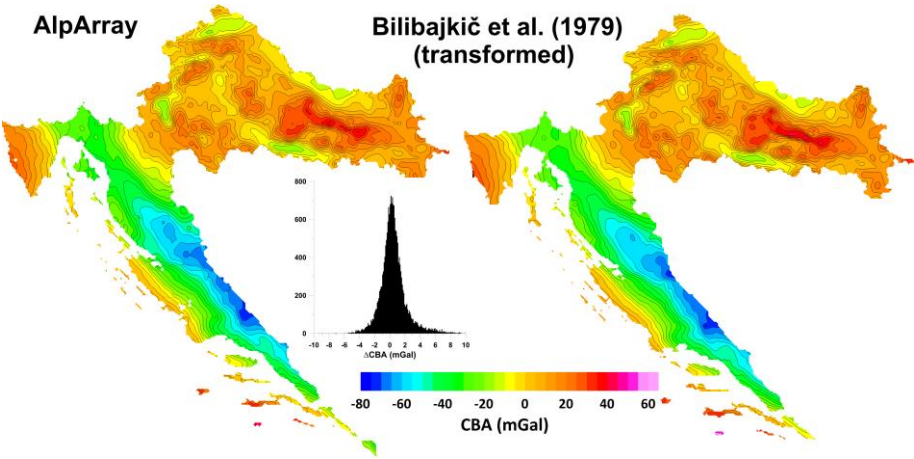 AlpArray
Bilibajkič et al. (1979)
(transformed)
800
600
400
200
0
-10 -8 -6 -4 -2 0 2 4 6 8 10
ΔCBA (mGal)
-80 -60 -40 -20 0 20 40 60
CBA (mGal)